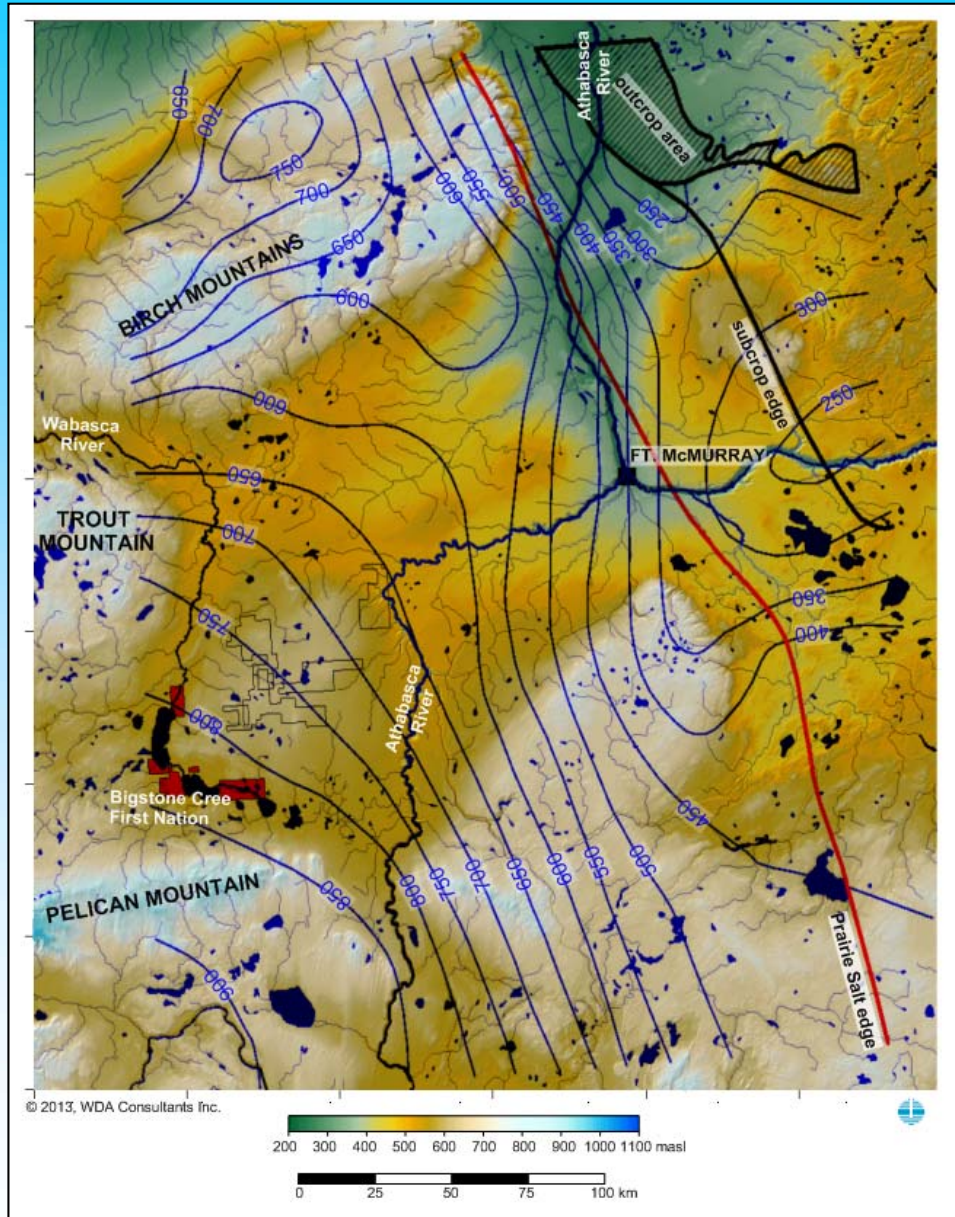 Athabasca
River
outcrop area
650
700
750
700
650
600
600
550
500
450
400
350
300
250
BIRCH MOUNTAINS
300
subcrop edge
250
600
Wabasca
River
FT. McMURRAY
650
TROUT
MOUNTAIN
700
750
350
400
Athabasca
River
800
Bigstone Cree
First Nation
450
PELICAN MOUNTAIN
850
800
750
700
650
600
550
500
900
Prairie Salt edge
© 2013, WDA Consultants Inc.
200 300 400 500 600 700 800 900 1000 1100 masl
0 25 50 75 100 km